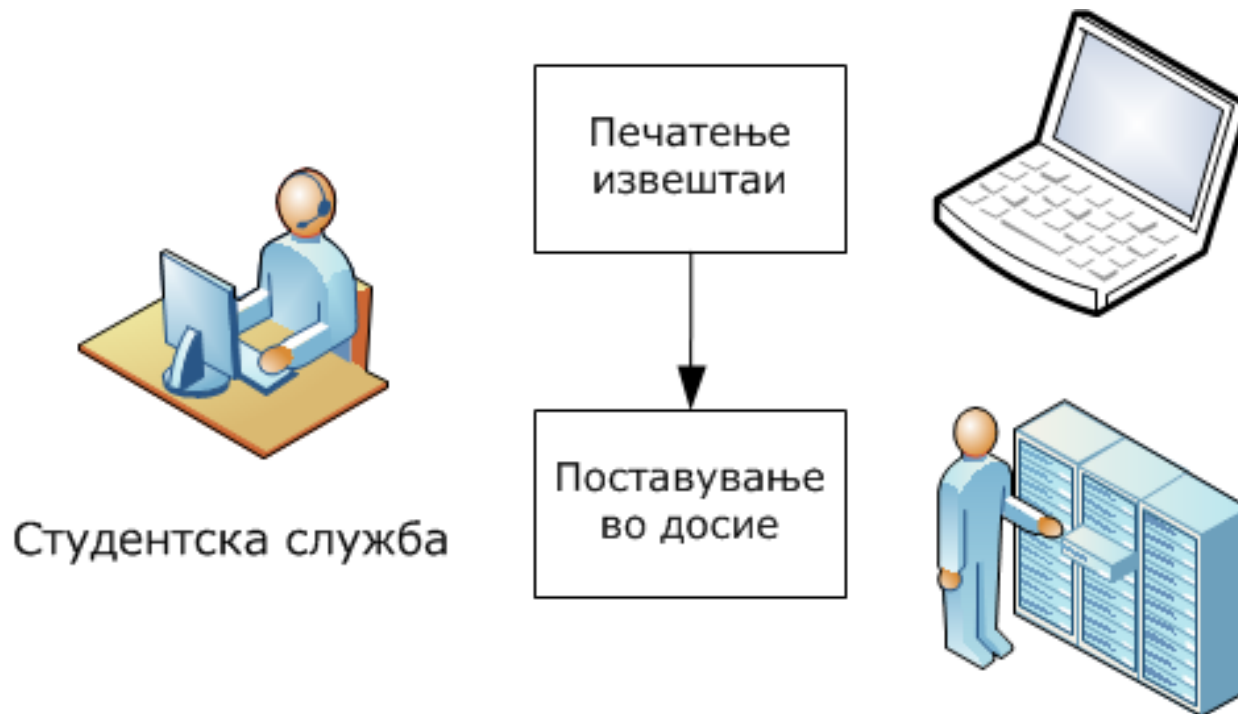 Печатење
извештаи
Поставување
во досие
Студентска служба